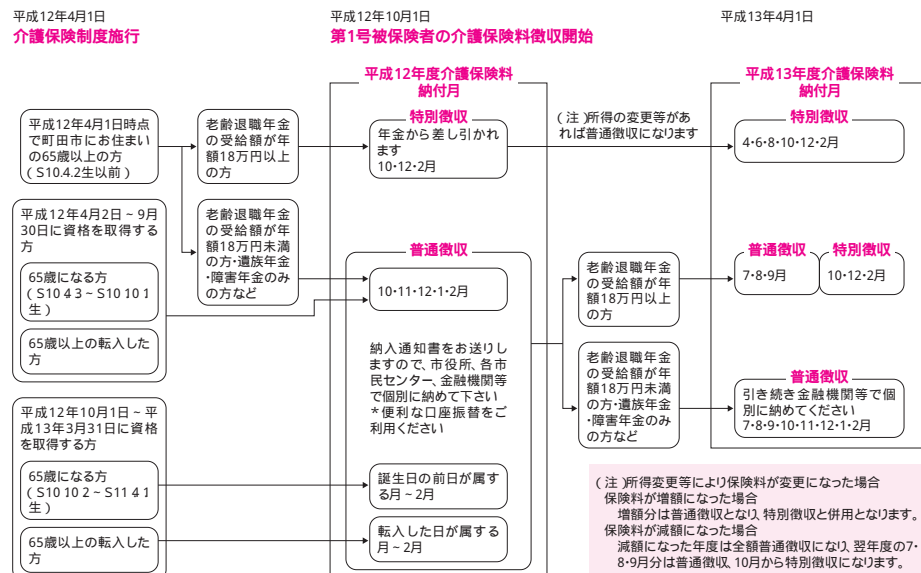 平成12年4月1日
介護保険制度施行
平成12年10月1日
第1号被保険者の介護保険料徴収開始
平成13年4月1日
平成12年4月1日時点
で町田市にお住まい
の65歳以上の方
(S10.4.2生以前)
平成12年4月2日~9月
30日に資格を取得する
方
65歳になる方
(S10 4 3~S10 10 1
生)
65歳以上の転入した
方
平成12年10月1日~平
成13年3月31日に資格
を取得する方
65歳になる方
(S10 10 2~S11 4 1
生)
65歳以上の転入した
方
老齢退職年金
の受給額が年
額18万円以上
の方
老齢退職年金
の受給額が年
額18万円未満
の方・遺族年金
・障害年金のみ
の方など
平成12年度介護保険料
納付月
特別徴収
年金から差し引かれ
ます
10・12・2月
普通徴収
10・11・12・1・2月
納入通知書をお送りし
ますので、市役所、各市
民センター、金融機関等
で個別に納めて下さい
*便利な口座振替をご
利用ください
誕生日の前日が属す
る月~2月
転入した日が属する
月~2月
(注)所得の変更等があ
れば普通徴収になります
老齢退職年金
の受給額が年
額18万円以上
の方
老齢退職年金
の受給額が年
額18万円未満
の方・遺族年金
・障害年金のみ
の方など
平成13年度介護保険料
納付月
特別徴収
4・6・8・10・12・2月
普通徴収 特別徴収
7・8・9月 10・12・2月
普通徴収
引き続き金融機関等で個
別に納めてください
7・8・9・10・11・12・1・2月
(注)所得変更等により保険料が変更になった場合
保険料が増額になった場合
増額分は普通徴収となり、特別徴収と併用となります。
保険料が減額になった場合
減額になった年度は全額普通徴収になり、翌年度の7・
8・9月分は普通徴収、10月から特別徴収になります。